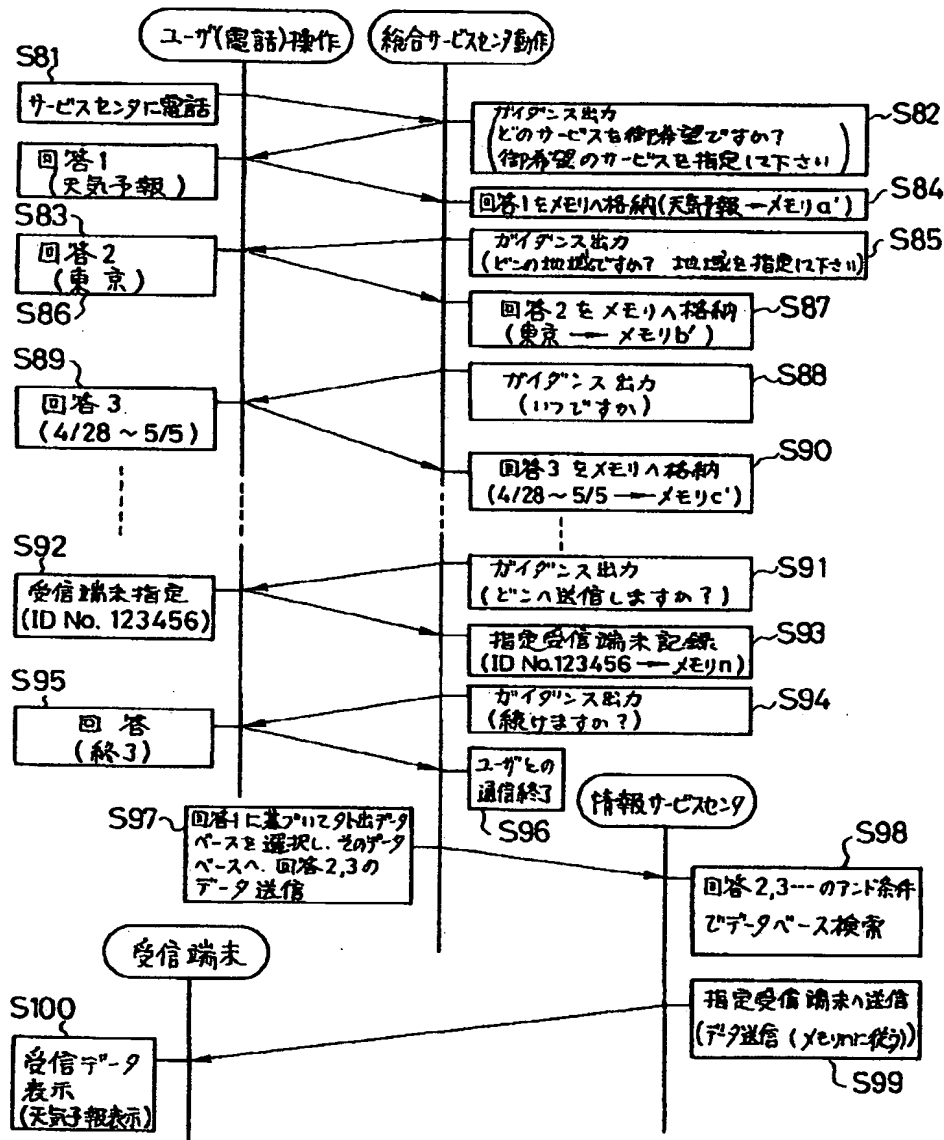 ユーザ(電話)操作
総合サービスセンタ動作
S81
サービスセンタに電話
ガイダンス出力
どのサービスを御希望ですか?
御希望のサービスを指定して下さい
S82
回答1
(天気予報)
S83
回答1をメモリへ格納(天気予報→メモリa')
S84
ガイダンス出力
(どこの地域ですか? 地域を指定して下さい)
S85
回答2
(東京)
S86
回答2をメモリへ格納
(東京→メモリb')
S87
S89
ガイダンス出力
(いつですか)
S88
回答3
(4/28~5/5)
回答3をメモリへ格納
(4/28~5/5→メモリc')
S90
S92
受信端末指定
(ID No. 123456)
ガイダンス出力
(どこへ送信しますか?)
S91
指定受信端末記録
(ID No.123456→メモリn)
S93
S95
回答
(終了)
ガイダンス出力
(続けますか?)
S94
ユーザとの
通信終了
S96
情報サービスセンタ
S97
回答1に基づいて外出データ
ベースを選択し、そのデータ
ベースへ、回答2,3の
データ送信
S98
回答2,3…のアンド条件
でデータベース検索
受信端末
指定受信端末へ送信
(データ送信(メモリnに従う))
S99
S100
受信データ
表示
(天気予報表示)